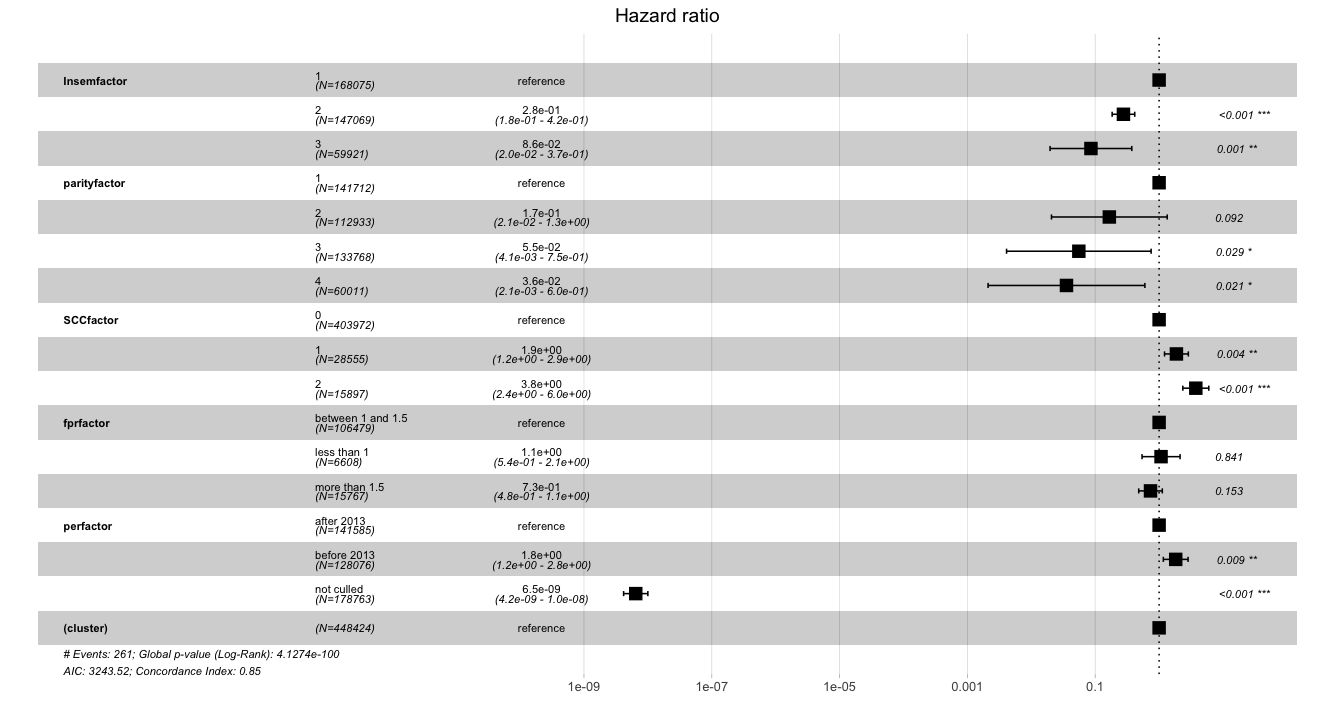 Hazard ratio
Insemfactor 1 (N=168075) reference
2 (N=147069) 2.8e-01 (1.8e-01 - 4.2e-01) <0.001 ***
3 (N=59921) 8.6e-02 (2.0e-02 - 3.7e-01) 0.001 **
parityfactor 1 (N=141712) reference
2 (N=112933) 1.7e-01 (2.1e-02 - 1.3e+00) 0.092
3 (N=133768) 5.5e-02 (4.1e-03 - 7.5e-01) 0.029 *
4 (N=60011) 3.6e-02 (2.1e-03 - 6.0e-01) 0.021 *
SCCfactor 0 (N=403972) reference
1 (N=28555) 1.9e+00 (1.2e+00 - 2.9e+00) 0.004 **
2 (N=15897) 3.8e+00 (2.4e+00 - 6.0e+00) <0.001 ***
fprfactor between 1 and 1.5 (N=106479) reference
less than 1 (N=6608) 1.1e+00 (5.4e-01 - 2.1e+00) 0.841
more than 1.5 (N=15767) 7.3e-01 (4.8e-01 - 1.1e+00) 0.153
perfactor after 2013 (N=141585) reference
before 2013 (N=128076) 1.8e+00 (1.2e+00 - 2.8e+00) 0.009 **
not culled (N=178763) 6.5e-09 (4.2e-09 - 1.0e-08) <0.001 ***
(cluster) (N=448424) reference
# Events: 261; Global p-value (Log-Rank): 4.1274e-100
AIC: 3243.52; Concordance Index: 0.85
1e-09 1e-07 1e-05 0.001 0.1